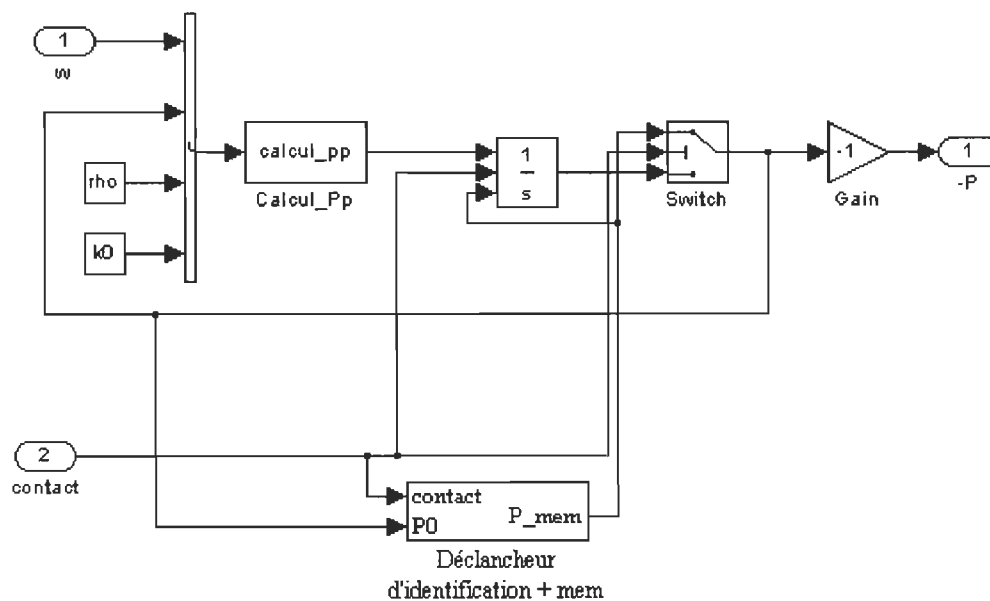 1
w
rho
k0
calcul_pp
Calcul_Pp
1
s
Switch
-1
Gain
1
-P
2
contact
contact
P0
P_mem
Déclancheur
d'identification + mem